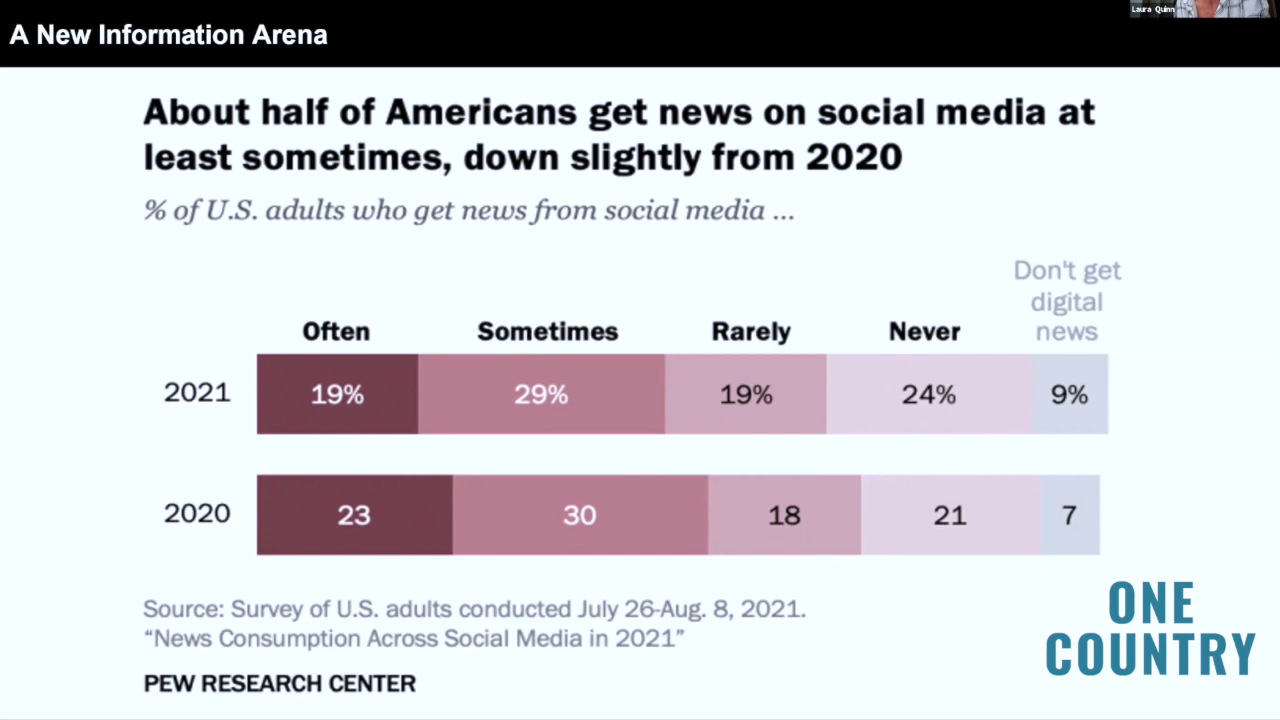 Laura Quinn
A New Information Arena
About half of Americans get news on social media at
least sometimes, down slightly from 2020
% of U.S. adults who get news from social media ...
Don't get
digital
news
Often Sometimes Rarely Never
2021 19% 29% 19% 24% 9%
2020 23 30 18 21 7
Source: Survey of U.S. adults conducted July 26-Aug. 8, 2021.
“News Consumption Across Social Media in 2021”
PEW RESEARCH CENTER
ONE
COUNTRY